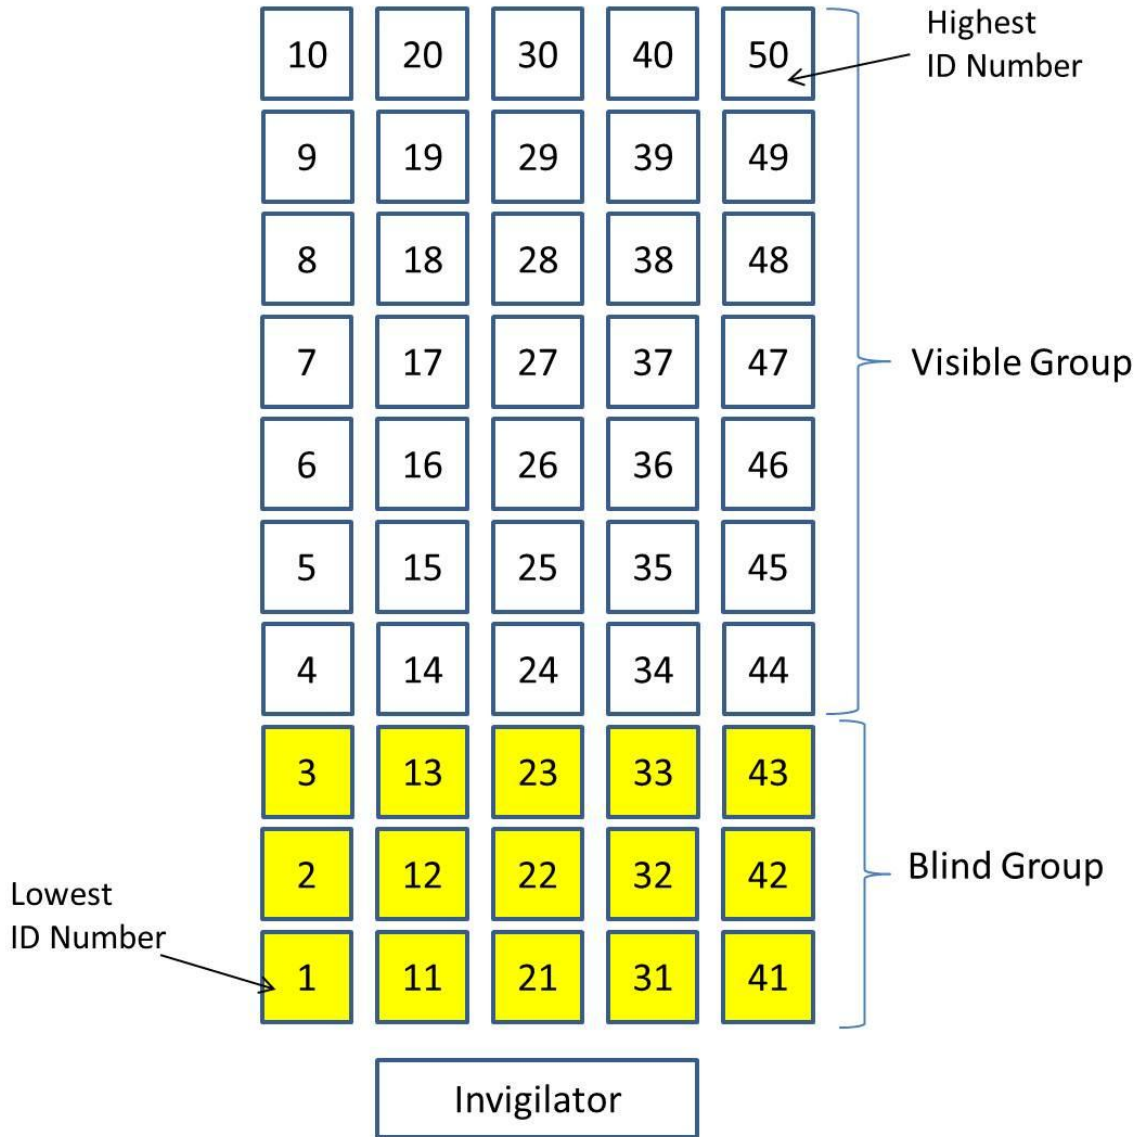 Highest
ID Number
10 20 30 40 50
9 19 29 39 49
8 18 28 38 48
7 17 27 37 47
Visible Group
6 16 26 36 46
5 15 25 35 45
4 14 24 34 44
3 13 23 33 43
2 12 22 32 42
Blind Group
Lowest
ID Number
1 11 21 31 41
Invigilator